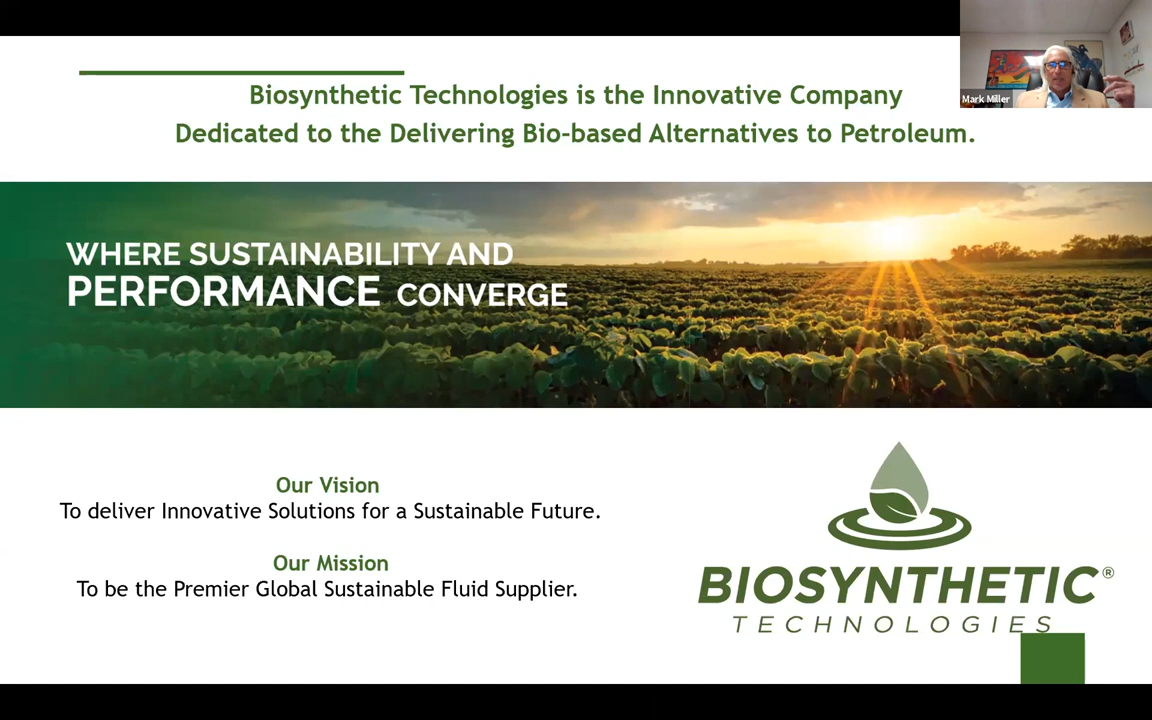 Biosynthetic Technologies is the Innovative Company
Dedicated to the Delivering Bio-based Alternatives to Petroleum.
Mark Miller
WHERE SUSTAINABILITY AND
PERFORMANCE CONVERGE
Our Vision
To deliver Innovative Solutions for a Sustainable Future.
Our Mission
To be the Premier Global Sustainable Fluid Supplier.
BIOSYNTHETIC®
TECHNOLOGIES